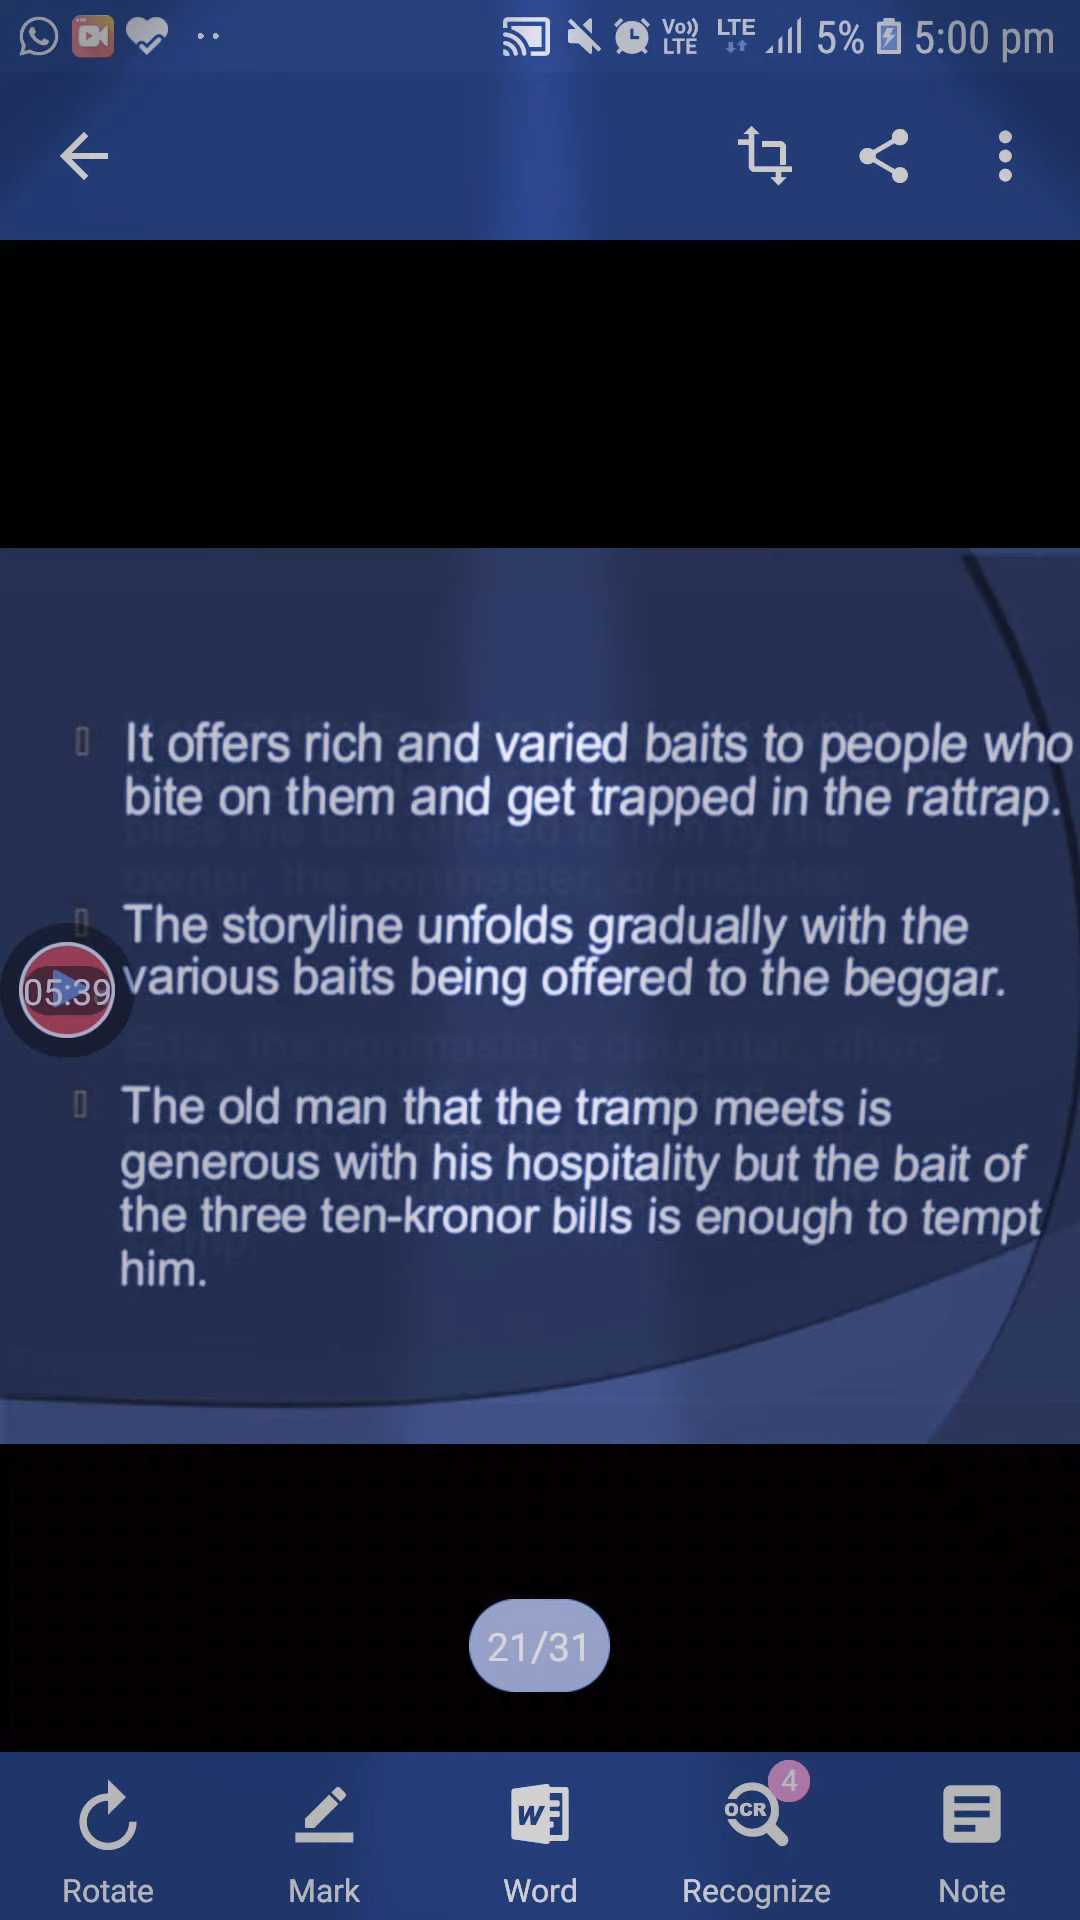 Vo)) LTE LTE 5% 5:00 pm
It offers rich and varied baits to people who
bite on them and get trapped in the rattrap.
The storyline unfolds gradually with the
various baits being offered to the beggar.
05:39
The old man that the tramp meets is
generous with his hospitality but the bait of
the three ten-kronor bills is enough to tempt
him.
21/31
4
OCR
W
Rotate Mark Word Recognize Note